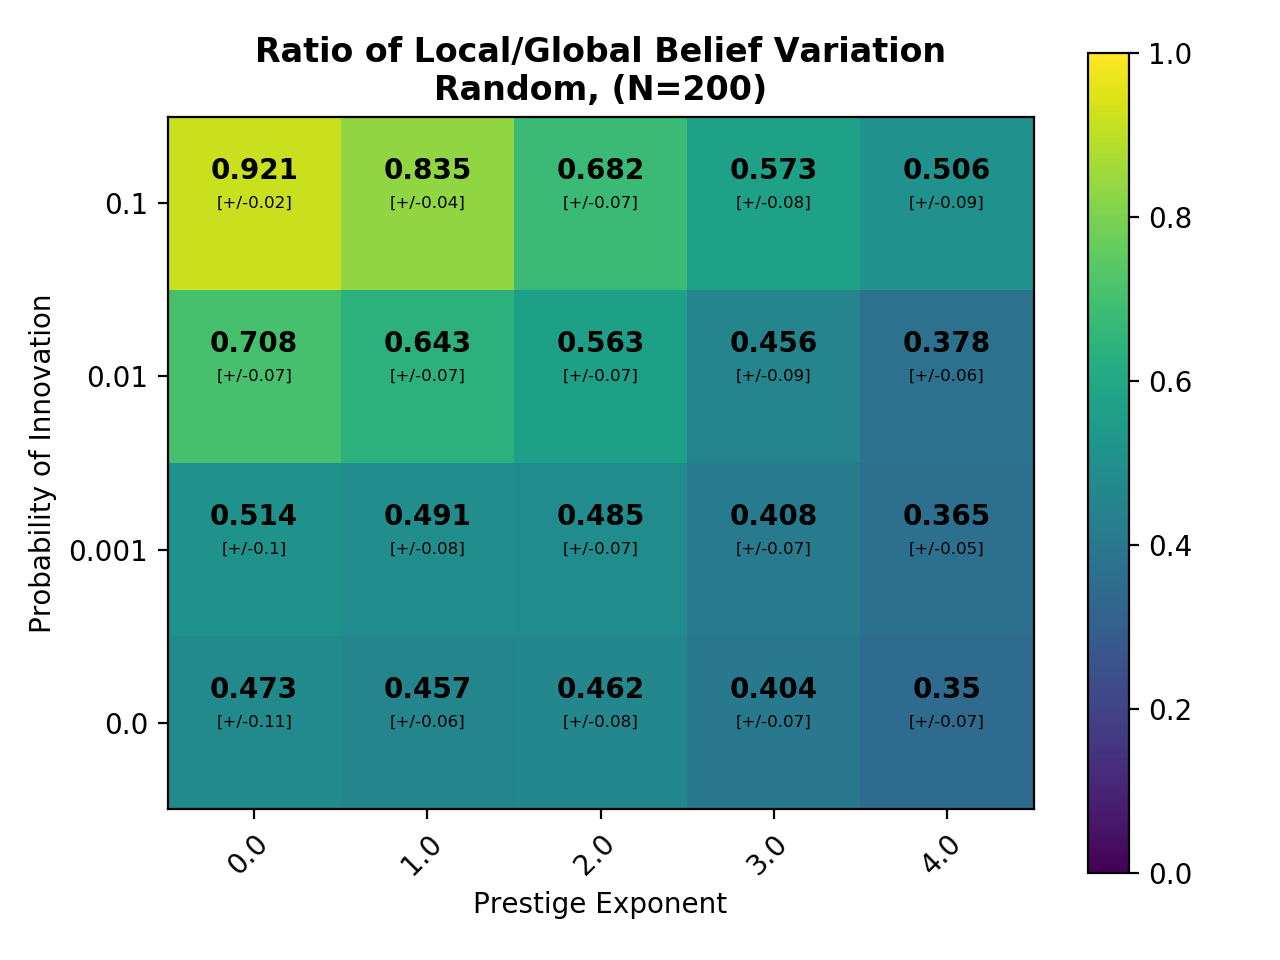 Ratio of Local/Global Belief Variation
Random, (N=200)
1.0
0.8
0.6
0.4
0.2
0.0
Probability of Innovation
0.1
0.921 0.835 0.682 0.573 0.506
[+/-0.02] [+/-0.04] [+/-0.07] [+/-0.08] [+/-0.09]
0.01
0.708 0.643 0.563 0.456 0.378
[+/-0.07] [+/-0.07] [+/-0.07] [+/-0.09] [+/-0.06]
0.001
0.514 0.491 0.485 0.408 0.365
[+/-0.1] [+/-0.08] [+/-0.07] [+/-0.07] [+/-0.05]
0.0
0.473 0.457 0.462 0.404 0.35
[+/-0.11] [+/-0.06] [+/-0.08] [+/-0.07] [+/-0.07]
0.0 1.0 2.0 3.0 4.0
Prestige Exponent